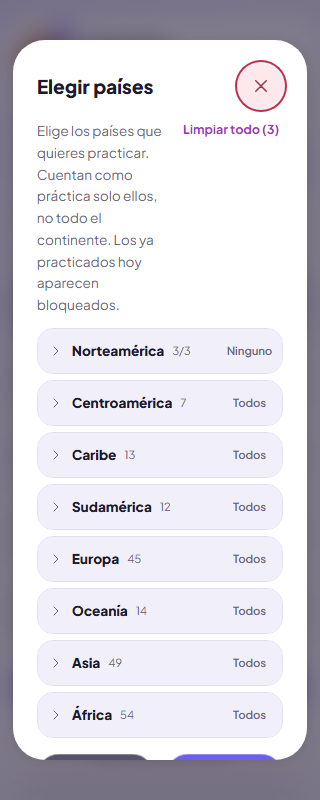 Elegir países
Elige los países que
quieres practicar.
Cuentan como
práctica solo ellos,
no todo el
continente. Los ya
practicados hoy
aparecen
bloqueados.
Limpiar todo (3)
Norteamérica 3/3 Ninguno
Centroamérica 7 Todos
Caribe 13 Todos
Sudamérica 12 Todos
Europa 45 Todos
Oceanía 14 Todos
Asia 49 Todos
África 54 Todos